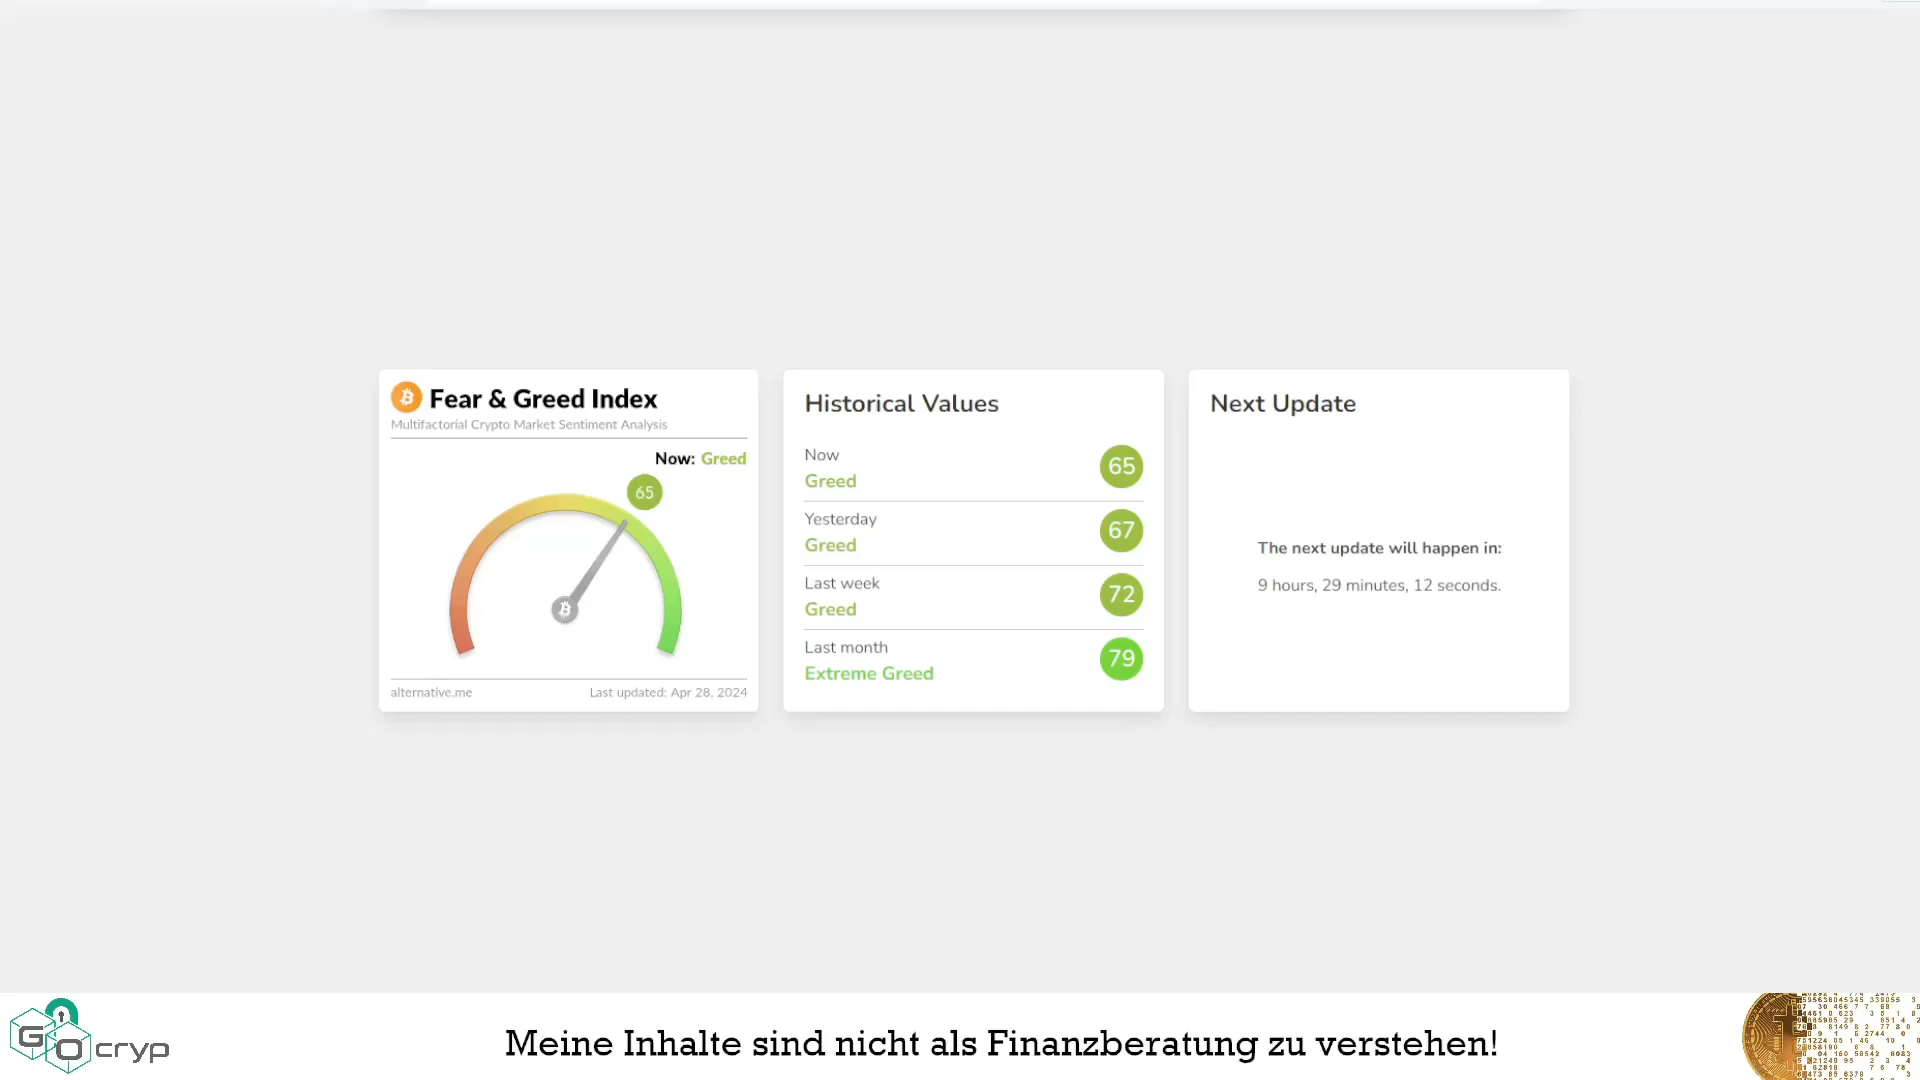 Fear & Greed Index
Multifactorial Crypto Market Sentiment Analysis
Now: Greed
65
alternative.me
Last updated: Apr 28, 2024
Historical Values
Now
Greed
65
Yesterday
Greed
67
Last week
Greed
72
Last month
Extreme Greed
79
Next Update
The next update will happen in:
9 hours, 29 minutes, 12 seconds.
GO cryp
Meine Inhalte sind nicht als Finanzberatung zu verstehen!